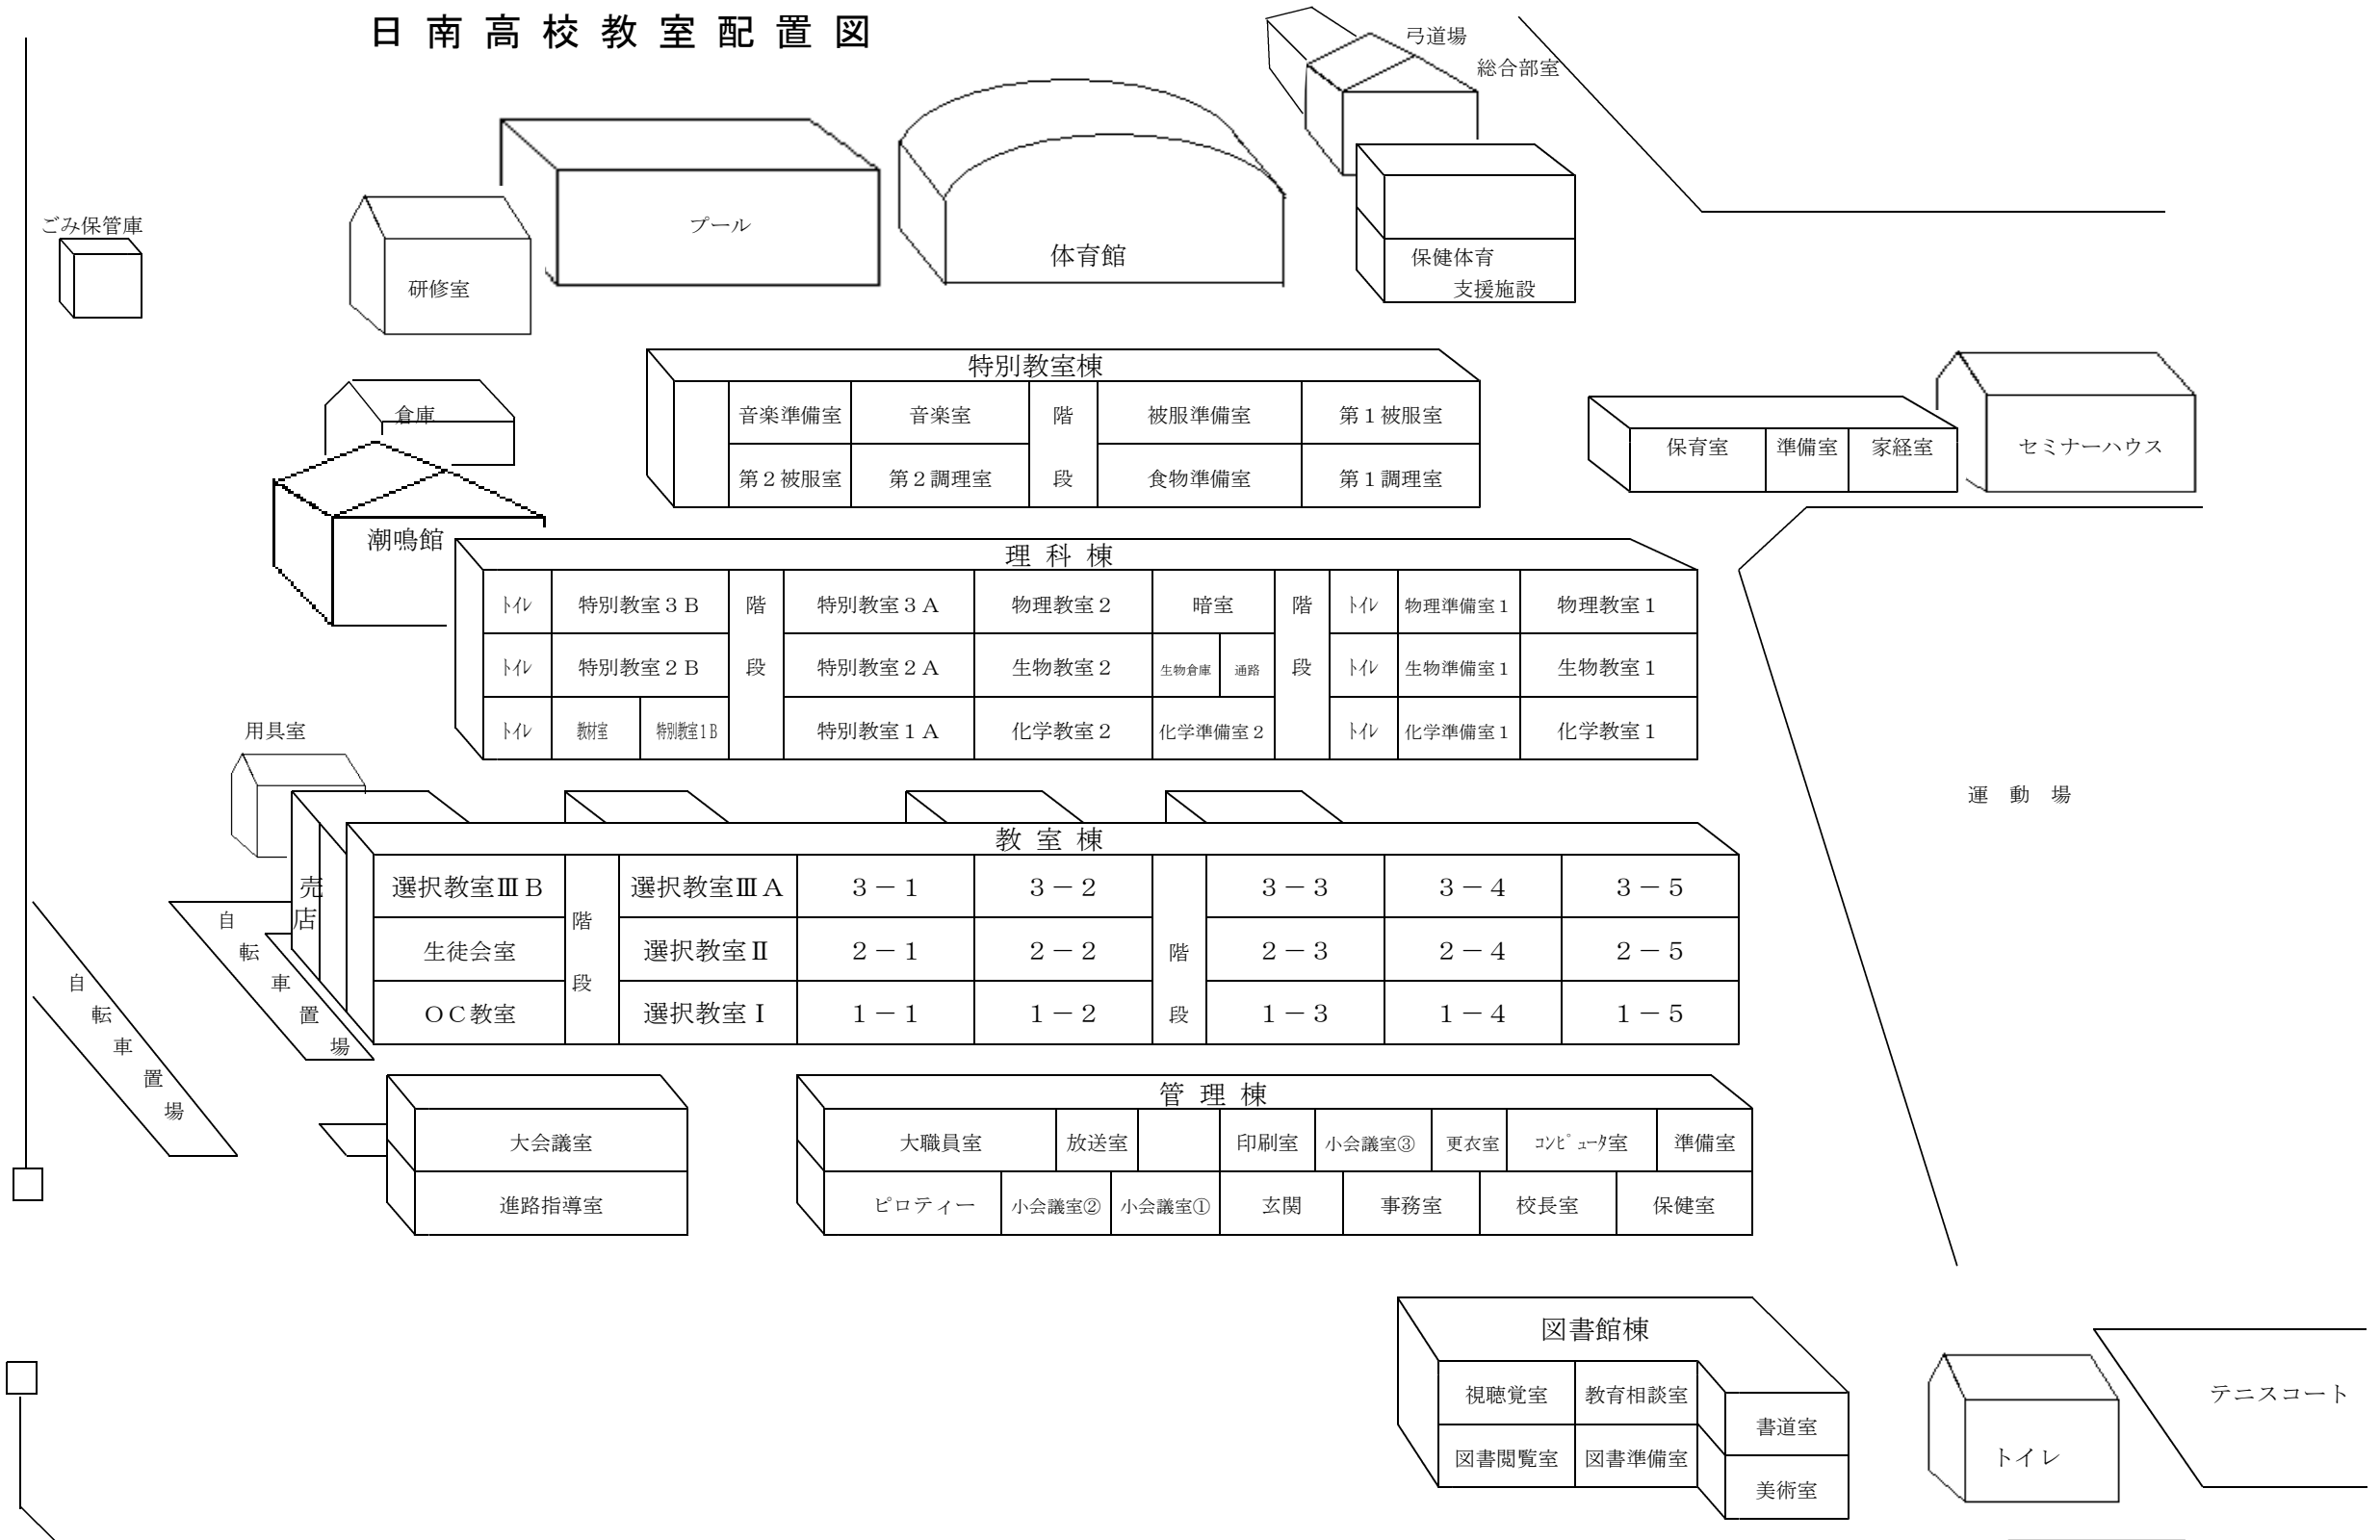 日南高校教室配置図
弓道場
総合部室
ごみ保管庫
プール
体育館
保健体育
支援施設
研修室
特別教室棟
音楽準備室 音楽室 階 被服準備室 第１被服室
第２被服室 第２調理室 段 食物準備室 第１調理室
倉庫
保育室 準備室 家経室
セミナーハウス
潮鳴館
理科棟
ﾄｲﾚ 特別教室３Ｂ 階 特別教室３Ａ 物理教室２ 暗室 階 ﾄｲﾚ 物理準備室１ 物理教室１
ﾄｲﾚ 特別教室２Ｂ 段 特別教室２Ａ 生物教室２ 生物倉庫 通路 段 ﾄｲﾚ 生物準備室１ 生物教室１
ﾄｲﾚ 教材室 特別教室１Ｂ 特別教室１Ａ 化学教室２ 化学準備室２ ﾄｲﾚ 化学準備室１ 化学教室１
用具室
運動場
教室棟
売店
選択教室ⅢＢ 階 選択教室ⅢＡ ３－１ ３－２ ３－３ ３－４ ３－５
生徒会室 段 選択教室Ⅱ ２－１ ２－２ 階 ２－３ ２－４ ２－５
ＯＣ教室 選択教室Ⅰ １－１ １－２ 段 １－３ １－４ １－５
自転車置場
自転車置場
大会議室
進路指導室
管理棟
大職員室 放送室 印刷室 小会議室③ 更衣室 ｺﾝﾋﾟｭｰﾀ室 準備室
ピロティー 小会議室② 小会議室① 玄関 事務室 校長室 保健室
図書館棟
視聴覚室 教育相談室 書道室
図書閲覧室 図書準備室 美術室
トイレ
テニスコート